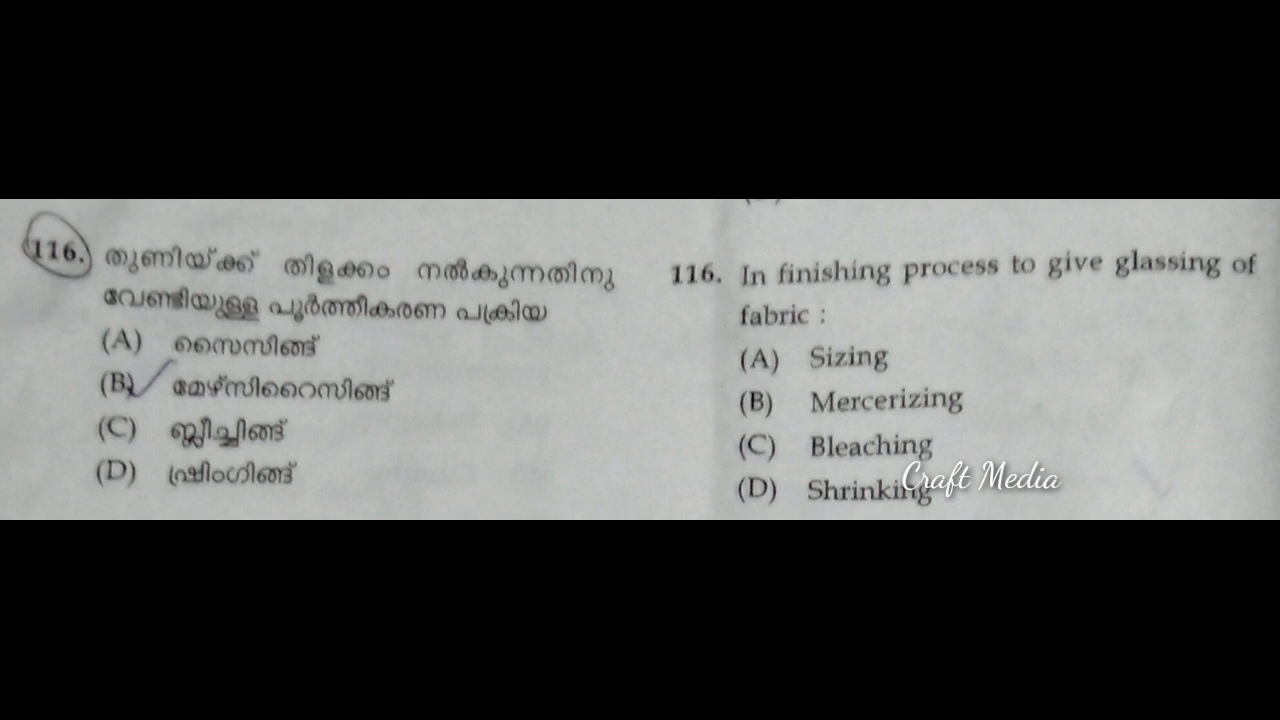 116. തുണിയ്ക്ക് തിളക്കം നൽകുന്നതിനു
വേണ്ടിയുള്ള പൂർത്തീകരണ പക്രിയ
(A) സൈസിങ്ങ്
(B) മേഴ്സിറൈസിങ്ങ്
(C) ബ്ലീച്ചിങ്ങ്
(D) ഷ്രിംഗിങ്ങ്
116. In finishing process to give glassing of
fabric :
(A) Sizing
(B) Mercerizing
(C) Bleaching
(D) Shrinking
Craft Media